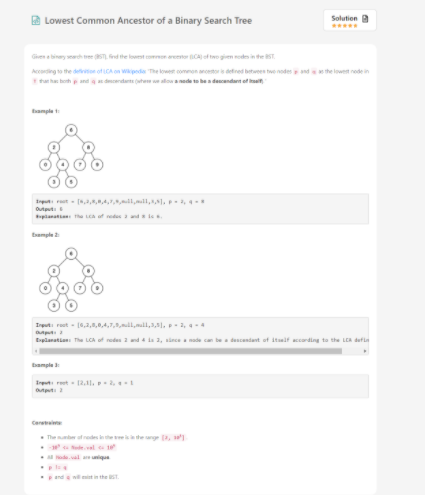 Lowest Common Ancestor of a Binary Search Tree
Solution
Given a binary search tree (BST), find the lowest common ancestor (LCA) of two given nodes in the BST.
According to the definition of LCA on Wikipedia: "The lowest common ancestor is defined between two nodes p and q as the lowest node in
T that has both p and q as descendants (where we allow a node to be a descendant of itself)."
Example 1:
6
2 8
0 4 7 9
3 5
Input: root = [6,2,8,0,4,7,9,null,null,3,5], p = 2, q = 8
Output: 6
Explanation: The LCA of nodes 2 and 8 is 6.
Example 2:
6
2 8
0 4 7 9
3 5
Input: root = [6,2,8,0,4,7,9,null,null,3,5], p = 2, q = 4
Output: 2
Explanation: The LCA of nodes 2 and 4 is 2, since a node can be a descendant of itself according to the LCA defin
Example 3:
Input: root = [2,1], p = 2, q = 1
Output: 2
Constraints:
The number of nodes in the tree is in the range [2, 10⁵].
-10⁹ <= Node.val <= 10⁹
All Node.val are unique.
p != q
p and q will exist in the BST.